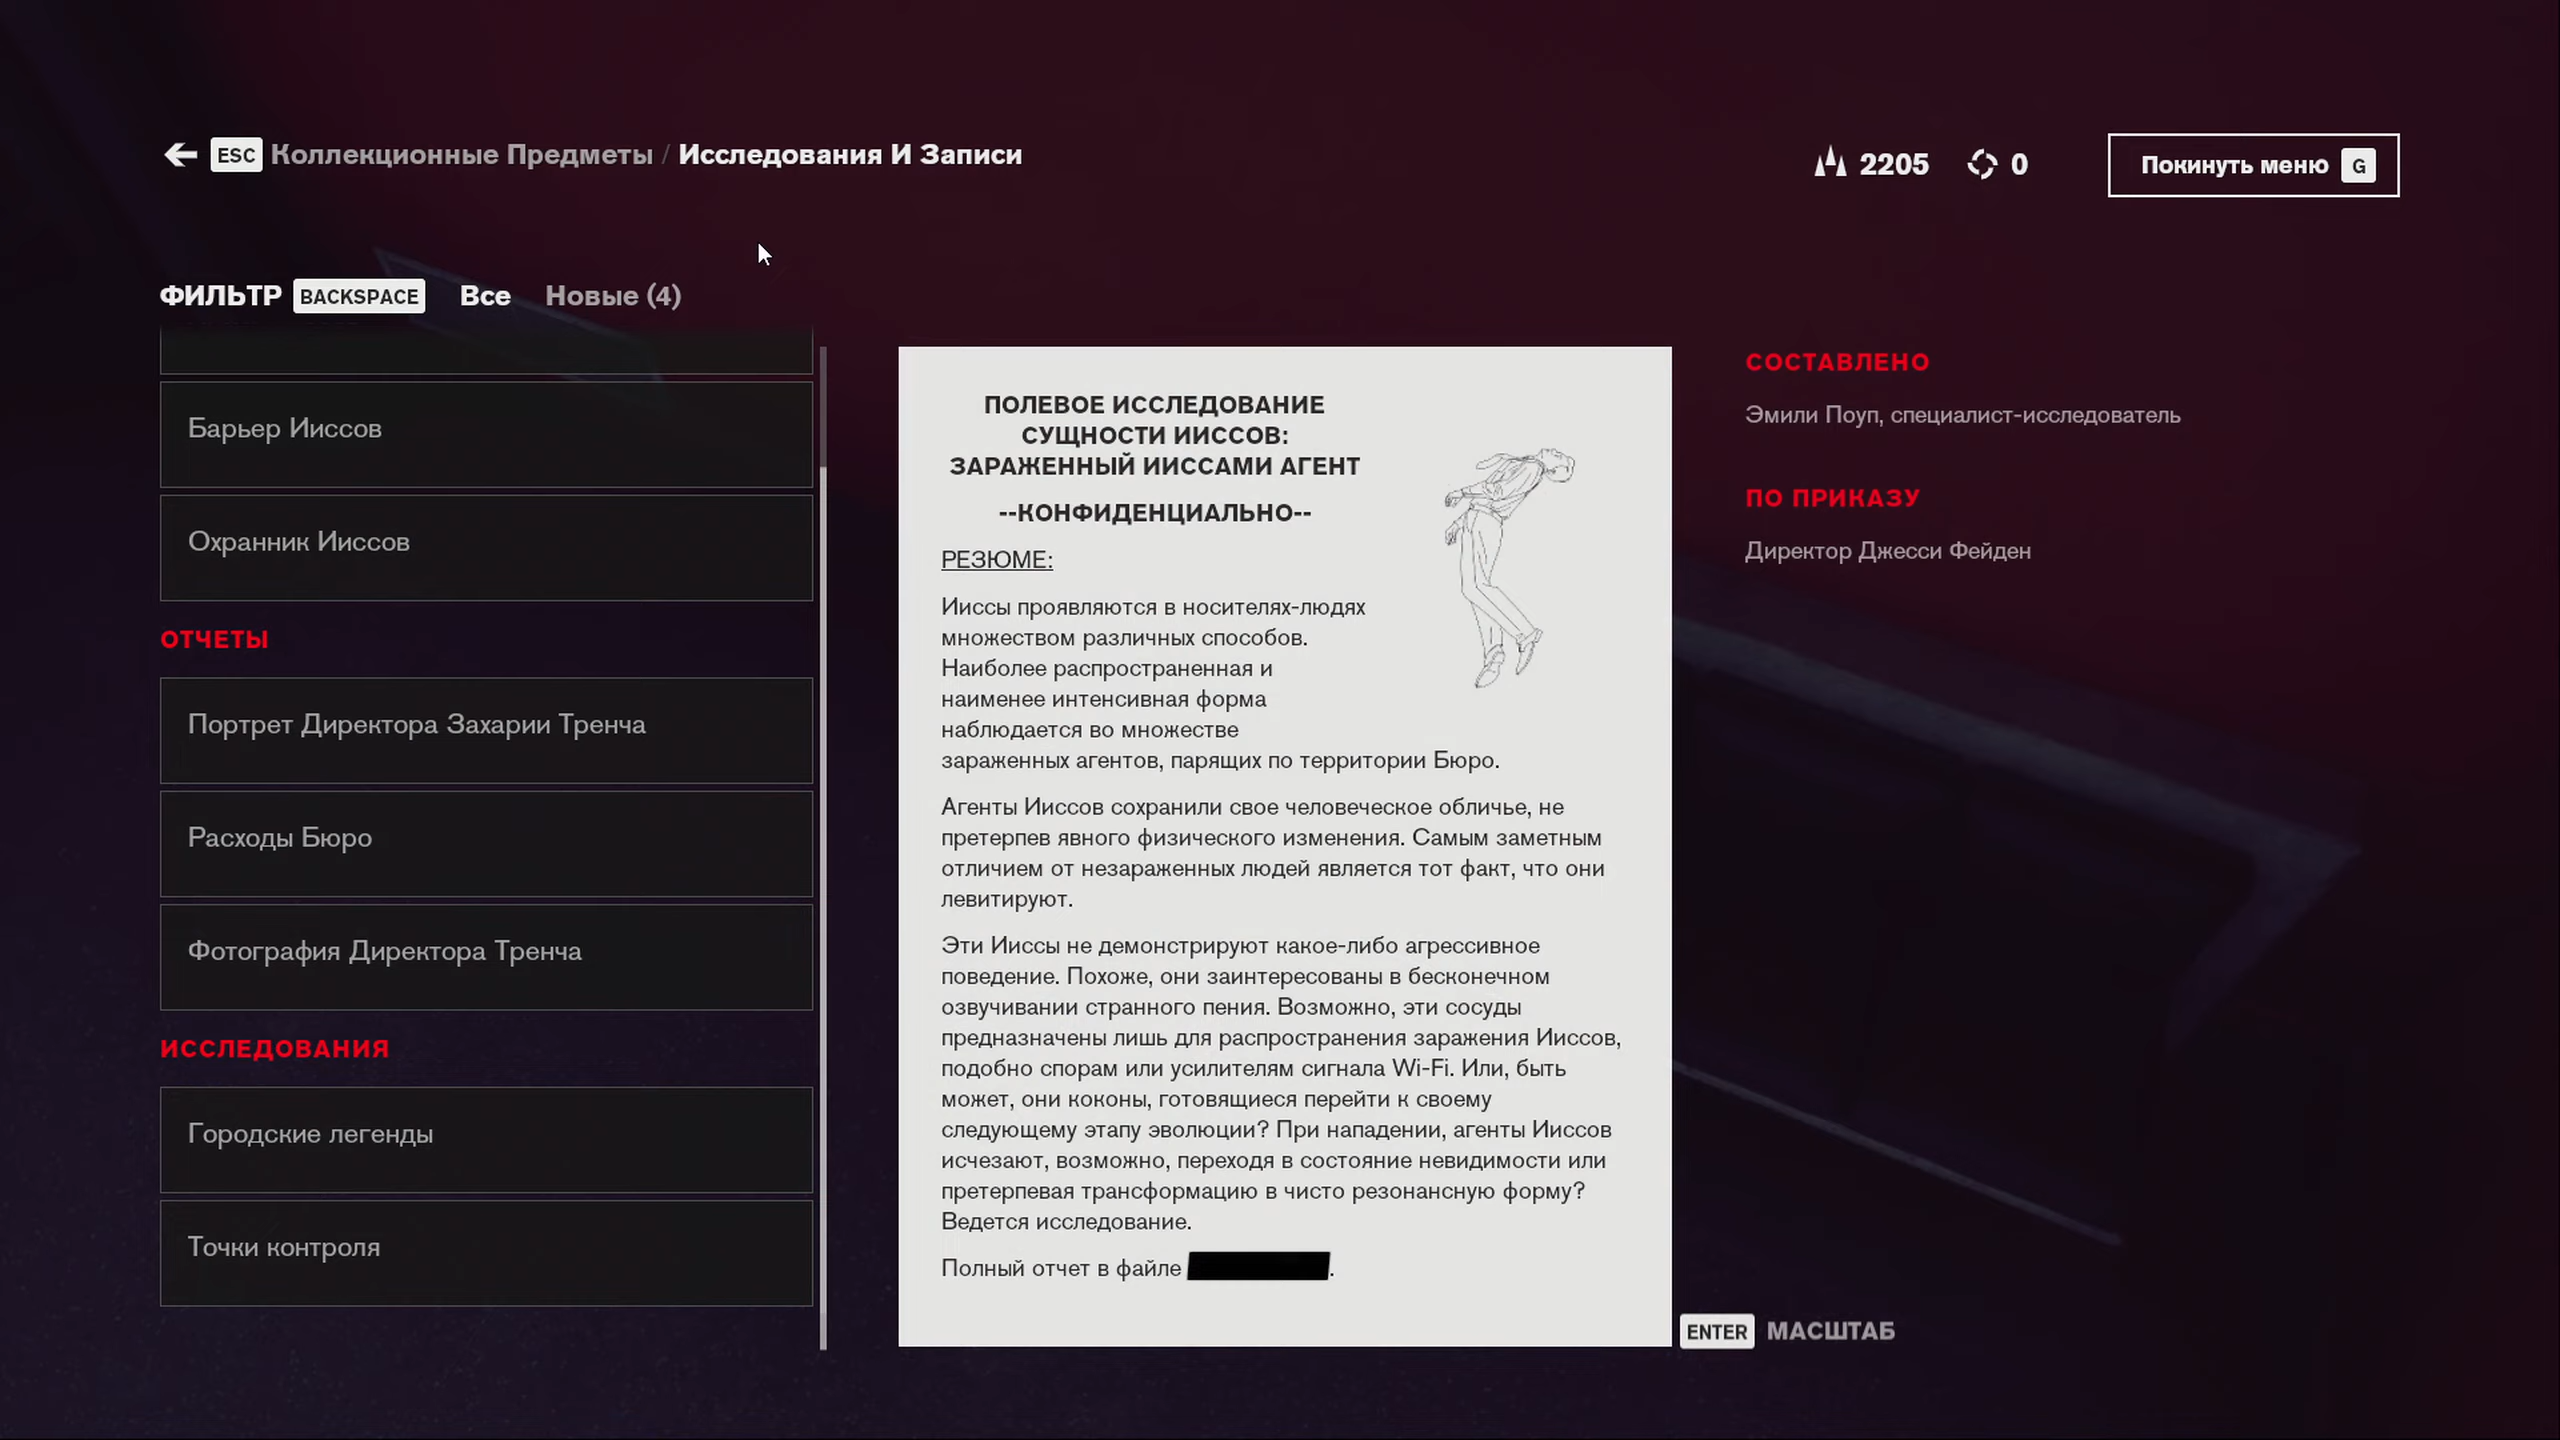 ESC Коллекционные Предметы / Исследования И Записи
2205 0
Покинуть меню G
ФИЛЬТР BACKSPACE Все Новые (4)
Барьер Ииссов
Охранник Ииссов
ОТЧЕТЫ
Портрет Директора Захарии Тренча
Расходы Бюро
Фотография Директора Тренча
ИССЛЕДОВАНИЯ
Городские легенды
Точки контроля
ПОЛЕВОЕ ИССЛЕДОВАНИЕ
СУЩНОСТИ ИИССОВ:
ЗАРАЖЕННЫЙ ИИССАМИ АГЕНТ
--КОНФИДЕНЦИАЛЬНО--
РЕЗЮМЕ:
Ииссы проявляются в носителях-людях
множеством различных способов.
Наиболее распространенная и
наименее интенсивная форма
наблюдается во множестве
зараженных агентов, парящих по территории Бюро.
Агенты Ииссов сохранили свое человеческое обличье, не
претерпев явного физического изменения. Самым заметным
отличием от незараженных людей является тот факт, что они
левитируют.
Эти Ииссы не демонстрируют какое-либо агрессивное
поведение. Похоже, они заинтересованы в бесконечном
озвучивании странного пения. Возможно, эти сосуды
предназначены лишь для распространения заражения Ииссов,
подобно спорам или усилителям сигнала Wi-Fi. Или, быть
может, они коконы, готовящиеся перейти к своему
следующему этапу эволюции? При нападении, агенты Ииссов
исчезают, возможно, переходя в состояние невидимости или
претерпевая трансформацию в чисто резонансную форму?
Ведется исследование.
Полный отчет в файле .
СОСТАВЛЕНО
Эмили Поуп, специалист-исследователь
ПО ПРИКАЗУ
Директор Джесси Фейден
ENTER МАСШТАБ